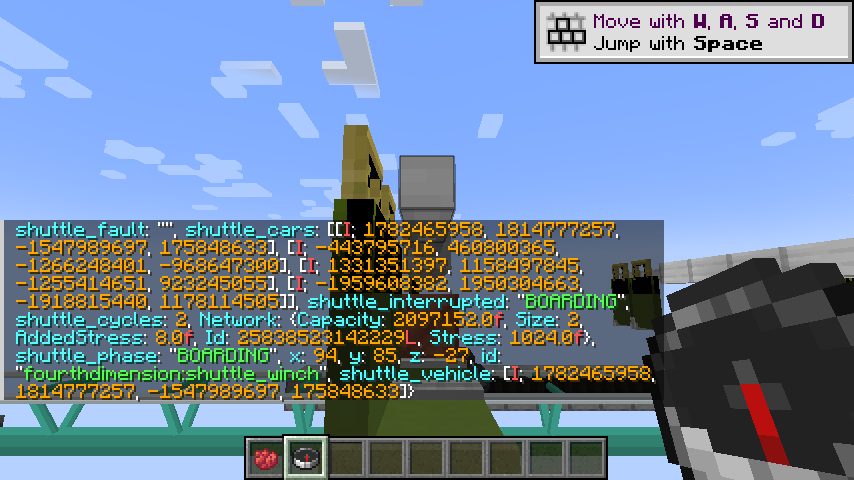 Move with W, A, S and D
Jump with Space
shuttle_fault: "", shuttle_cars: [[I; 1782465958, 1814777257,
-1547989697, 175848633], [I; -443795716, 460800365,
-1266248401, -968647300], [I; 1331351397, 1158497845,
-1255414651, 923245055], [I; -1959608392, 1950304663,
-1918815440, 1178114505]], shuttle_interrupted: "BOARDING",
shuttle_cycles: 2, Network: {Capacity: 2097152.0f, Size: 2,
AddedStress: 8.0f, Id: 25838523142229L, Stress: 1024.0f},
shuttle_phase: "BOARDING", x: 94, y: 85, z: -27, id:
"fourthdimension:shuttle_winch", shuttle_vehicle: [I; 1782465958,
1814777257, -1547989697, 175848633]}